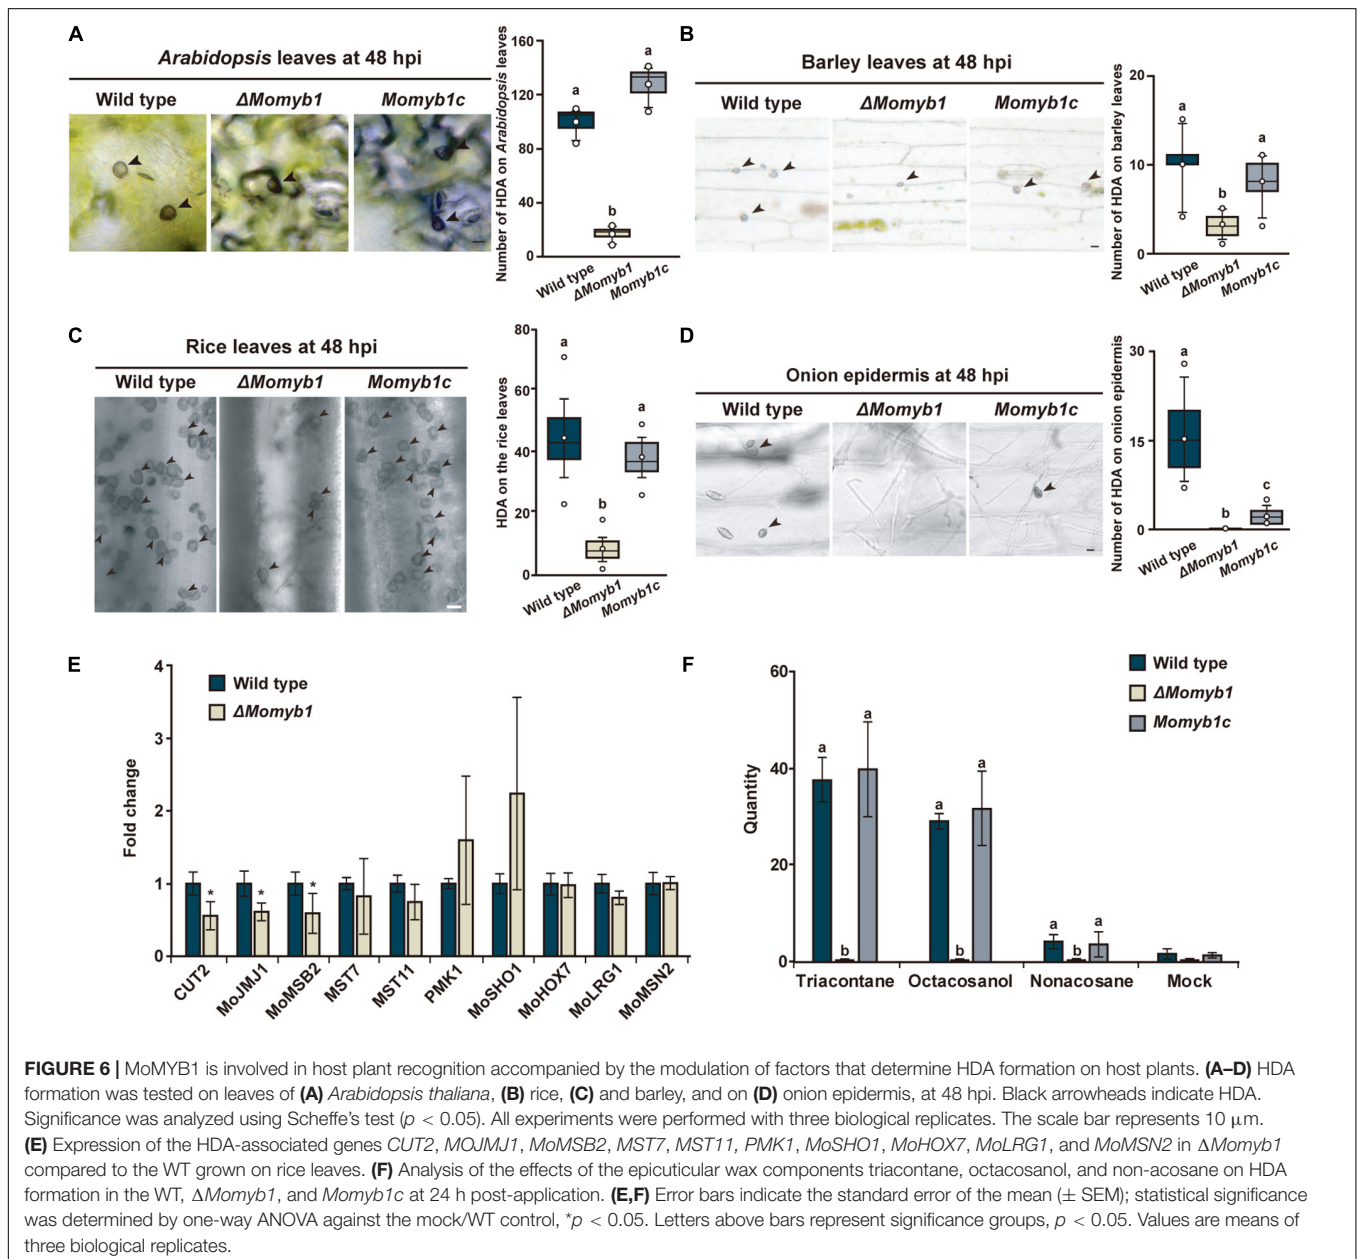 A
Arabidopsis leaves at 48 hpi
Wild type ΔMomyb1 Momyb1c
Number of HDA on Arabidopsis leaves
160
120
80
40
0
a
b
a
Wild type
ΔMomyb1
Momyb1c
B
Barley leaves at 48 hpi
Wild type ΔMomyb1 Momyb1c
Number of HDA on barley leaves
20
10
0
a
b
a
Wild type
ΔMomyb1
Momyb1c
C
Rice leaves at 48 hpi
Wild type ΔMomyb1 Momyb1c
HDA on the rice leaves
80
60
40
20
0
a
b
a
Wild type
ΔMomyb1
Momyb1c
D
Onion epidermis at 48 hpi
Wild type ΔMomyb1 Momyb1c
Number of HDA on onion epidermis
30
15
0
a
b
c
Wild type
ΔMomyb1
Momyb1c
E
Fold change
4
3
2
1
0
Wild type
ΔMomyb1
* * *
CUT2
MoJMJ1
MoMSB2
MST7
MST11
PMK1
MoSHO1
MoHOX7
MoLRG1
MoMSN2
F
Quantity
60
40
20
0
Wild type
ΔMomyb1
Momyb1c
a b a
a b a
a b a
Triacontane Octacosanol Nonacosane Mock
FIGURE 6 | MoMYB1 is involved in host plant recognition accompanied by the modulation of factors that determine HDA formation on host plants. (A–D) HDA
formation was tested on leaves of (A) Arabidopsis thaliana, (B) rice, (C) and barley, and on (D) onion epidermis, at 48 hpi. Black arrowheads indicate HDA.
Significance was analyzed using Scheffe's test (p < 0.05). All experiments were performed with three biological replicates. The scale bar represents 10 μm.
(E) Expression of the HDA-associated genes CUT2, MOJMJ1, MoMSB2, MST7, MST11, PMK1, MoSHO1, MoHOX7, MoLRG1, and MoMSN2 in ΔMomyb1
compared to the WT grown on rice leaves. (F) Analysis of the effects of the epicuticular wax components triacontane, octacosanol, and non-acosane on HDA
formation in the WT, ΔMomyb1, and Momyb1c at 24 h post-application. (E,F) Error bars indicate the standard error of the mean (± SEM); statistical significance
was determined by one-way ANOVA against the mock/WT control, *p < 0.05. Letters above bars represent significance groups, p < 0.05. Values are means of
three biological replicates.